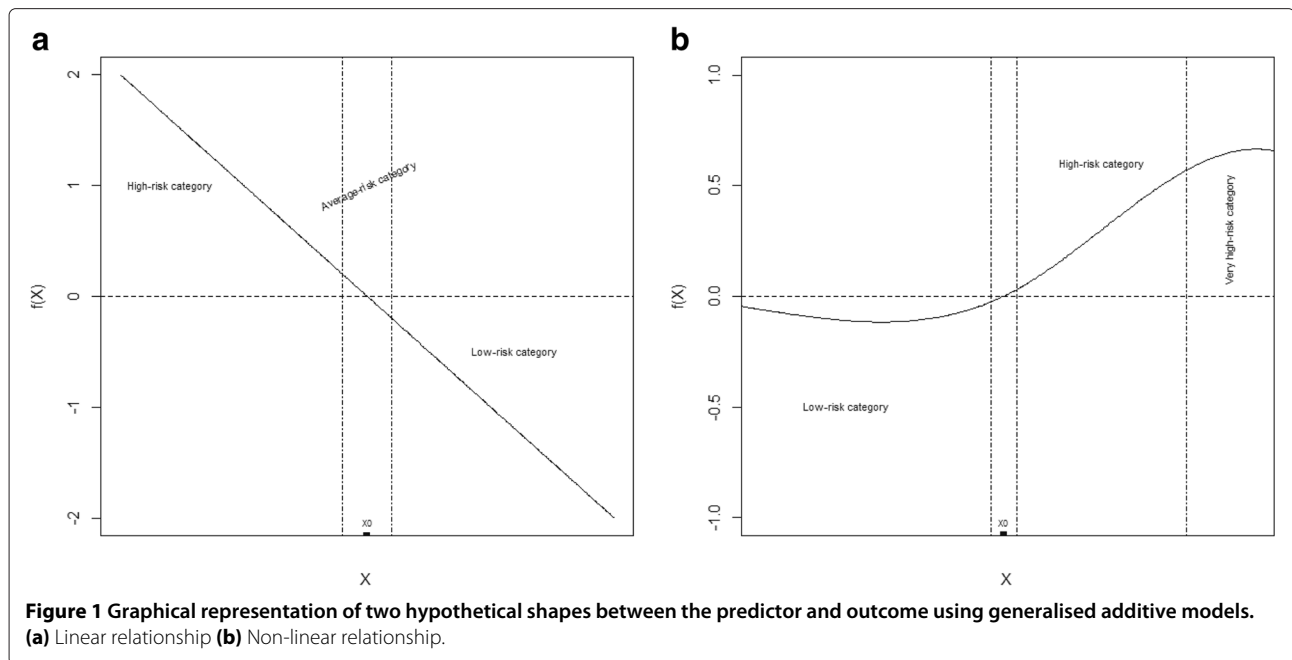 a
2
1
0
-1
-2
f(X)
High-risk category
Average-risk category
Low-risk category
X0
X
b
1.0
0.5
0.0
-0.5
-1.0
f(X)
High-risk category
Very high-risk category
Low-risk category
X0
X
Figure 1 Graphical representation of two hypothetical shapes between the predictor and outcome using generalised additive models.
(a) Linear relationship (b) Non-linear relationship.